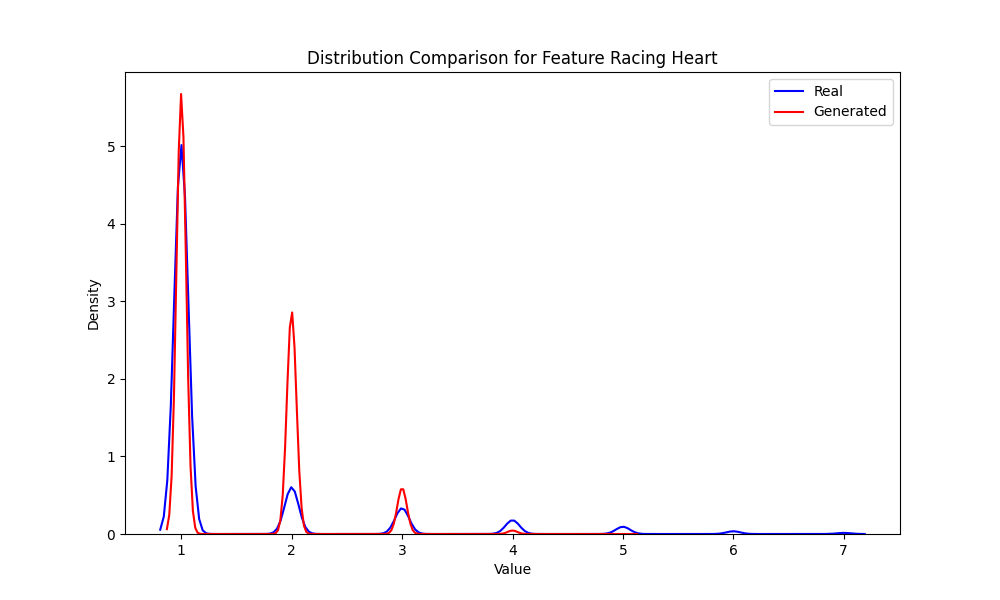 Distribution Comparison for Feature Racing Heart
Real
Generated
Density
5
4
3
2
1
0
1 2 3 4 5 6 7
Value